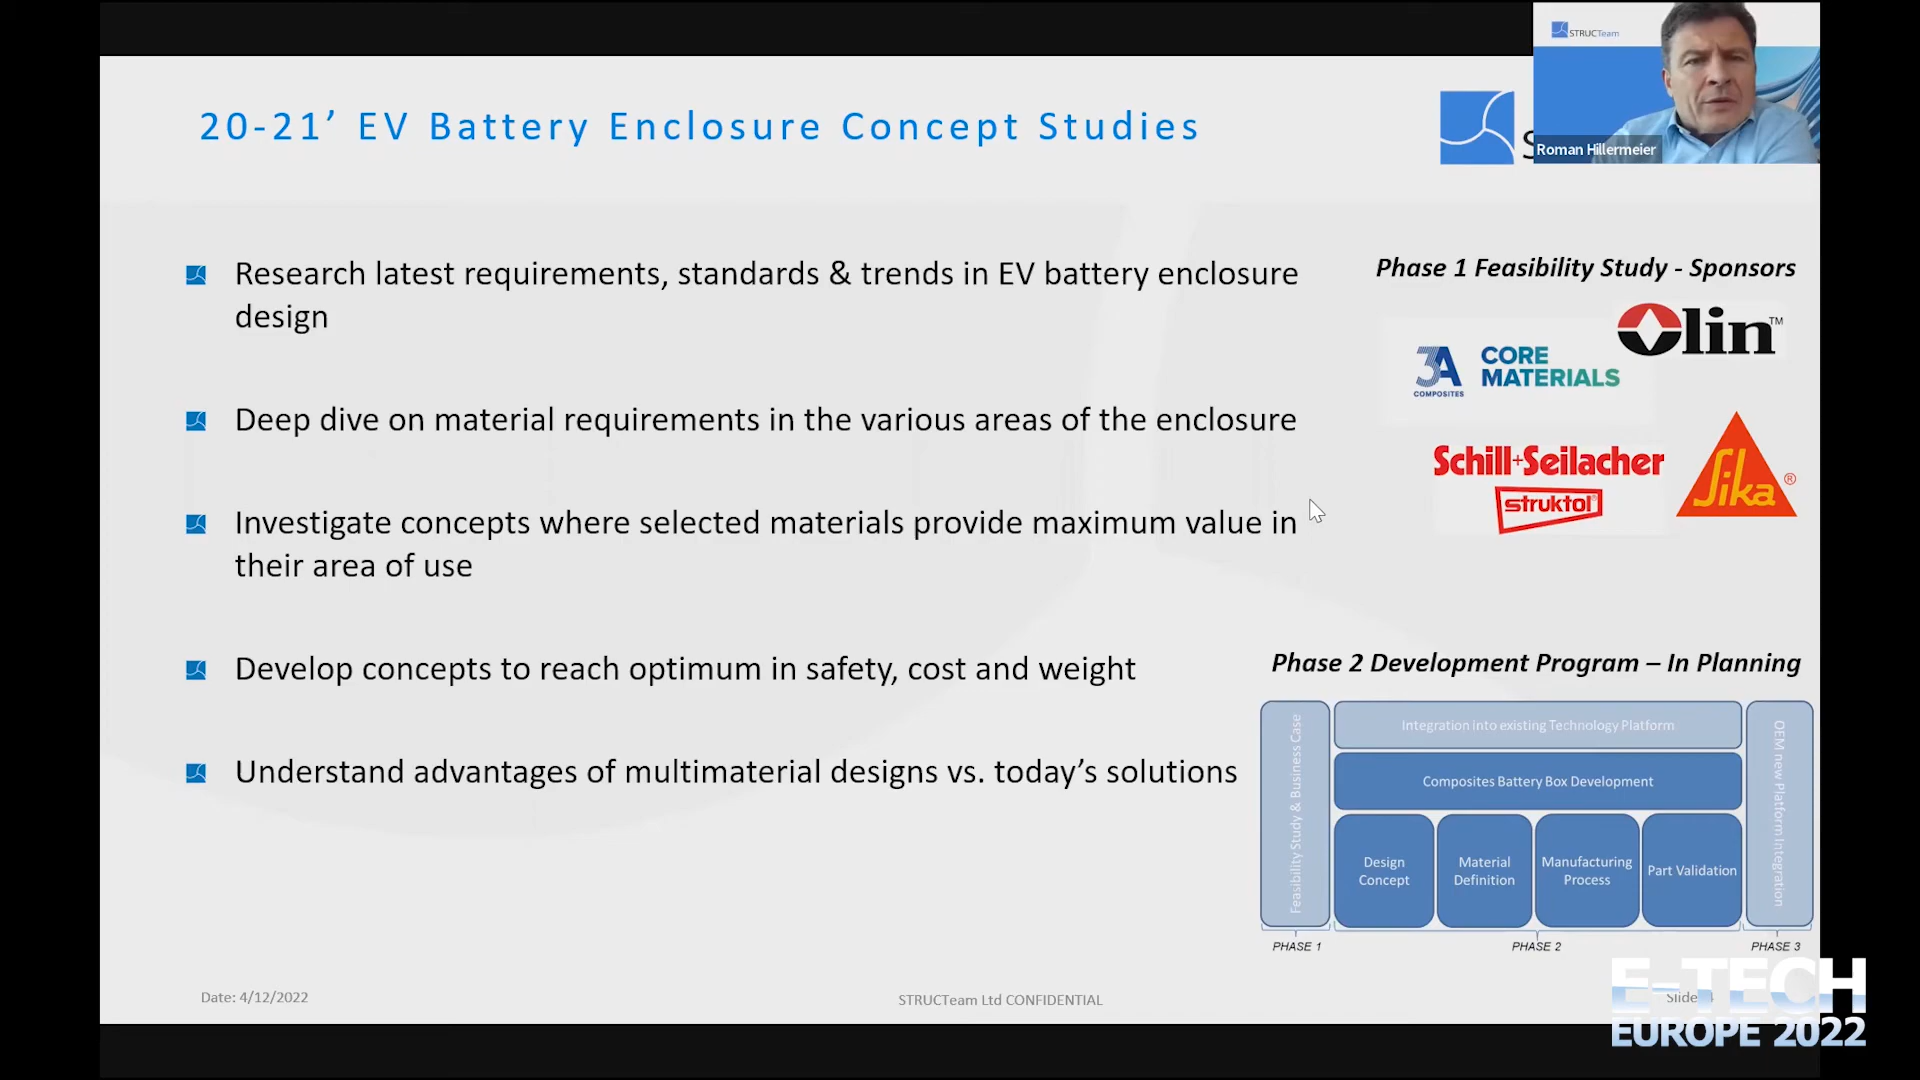 STRUCTeam
Roman Hillermeier
20-21’ EV Battery Enclosure Concept Studies
Research latest requirements, standards & trends in EV battery enclosure
design
Deep dive on material requirements in the various areas of the enclosure
Investigate concepts where selected materials provide maximum value in
their area of use
Develop concepts to reach optimum in safety, cost and weight
Understand advantages of multimaterial designs vs. today’s solutions
Phase 1 Feasibility Study - Sponsors
Olin™
3A
COMPOSITES
CORE
MATERIALS
Schill+Seilacher
struktol®
Sika®
Phase 2 Development Program – In Planning
Feasibility Study & Business Case
Integration into existing Technology Platform
Composites Battery Box Development
Design
Concept
Material
Definition
Manufacturing
Process
Part Validation
OEM new Platform Integration
PHASE 1
PHASE 2
PHASE 3
Date: 4/12/2022
STRUCTeam Ltd CONFIDENTIAL
Slide 4
E-TECH
EUROPE 2022